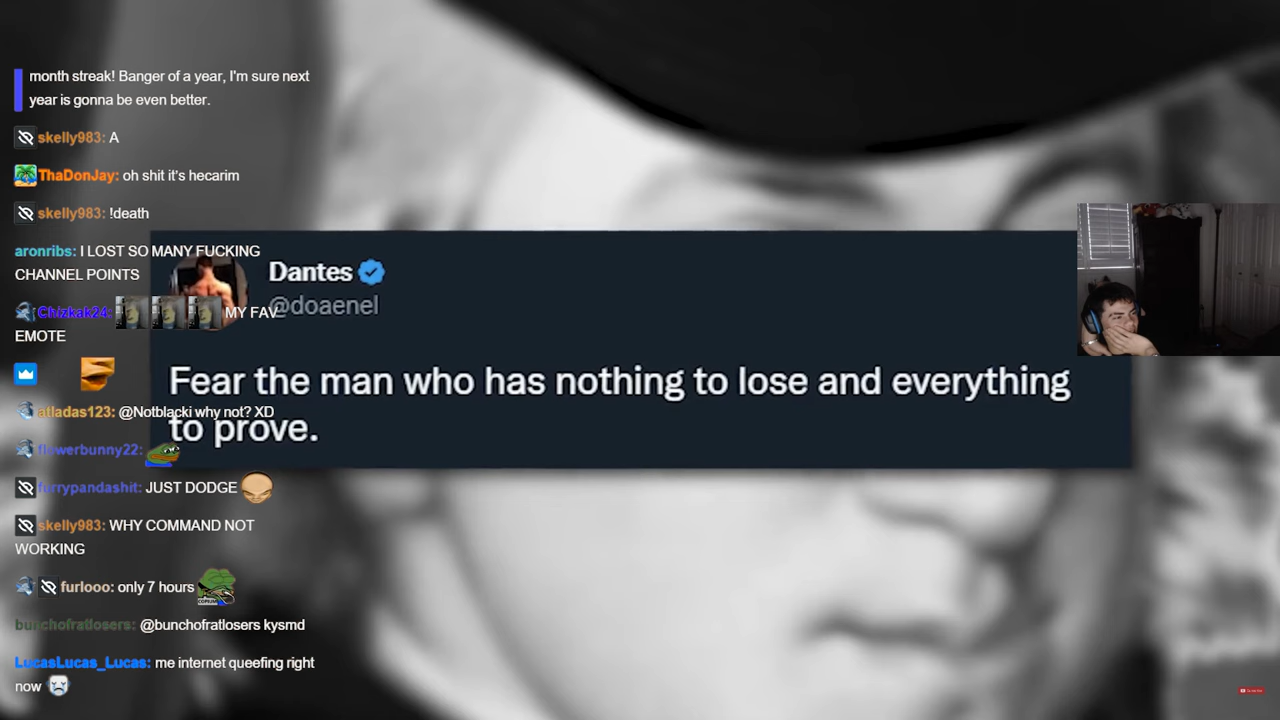 month streak! Banger of a year, I'm sure next
year is gonna be even better.
skelly983: A
ThaDonJay: oh shit it's hecarim
skelly983: !death
aronribs: I LOST SO MANY FUCKING
CHANNEL POINTS
Chizkak24: MY FAV
EMOTE
Dantes
@doaenel
Fear the man who has nothing to lose and everything
to prove.
atladas123: @Notblacki why not? XD
flowerbunny22:
furrypandashit: JUST DODGE
skelly983: WHY COMMAND NOT
WORKING
furlooo: only 7 hours
bunchofratlosers: @bunchofratlosers kysmd
LucasLucas_Lucas: me internet queefing right
now